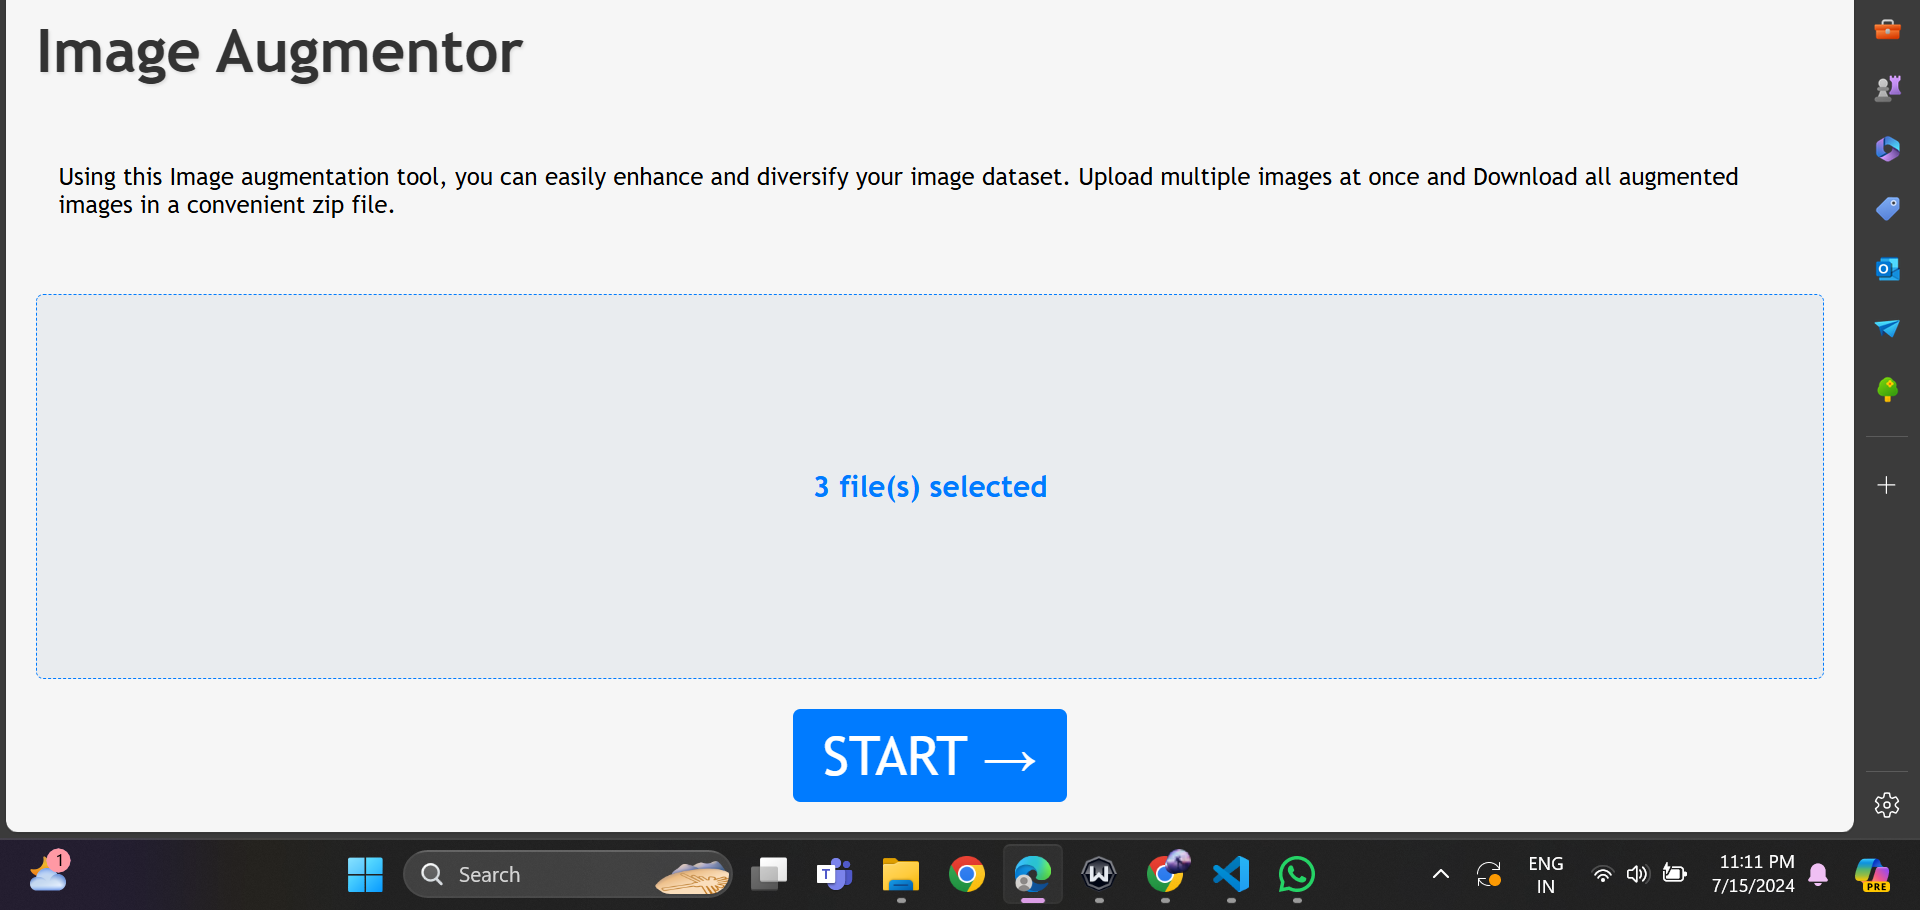 Image Augmentor
Using this Image augmentation tool, you can easily enhance and diversify your image dataset. Upload multiple images at once and Download all augmented
images in a convenient zip file.
3 file(s) selected
START →
1
Search
T
W
ENG
IN
11:11 PM
7/15/2024
PRE
O